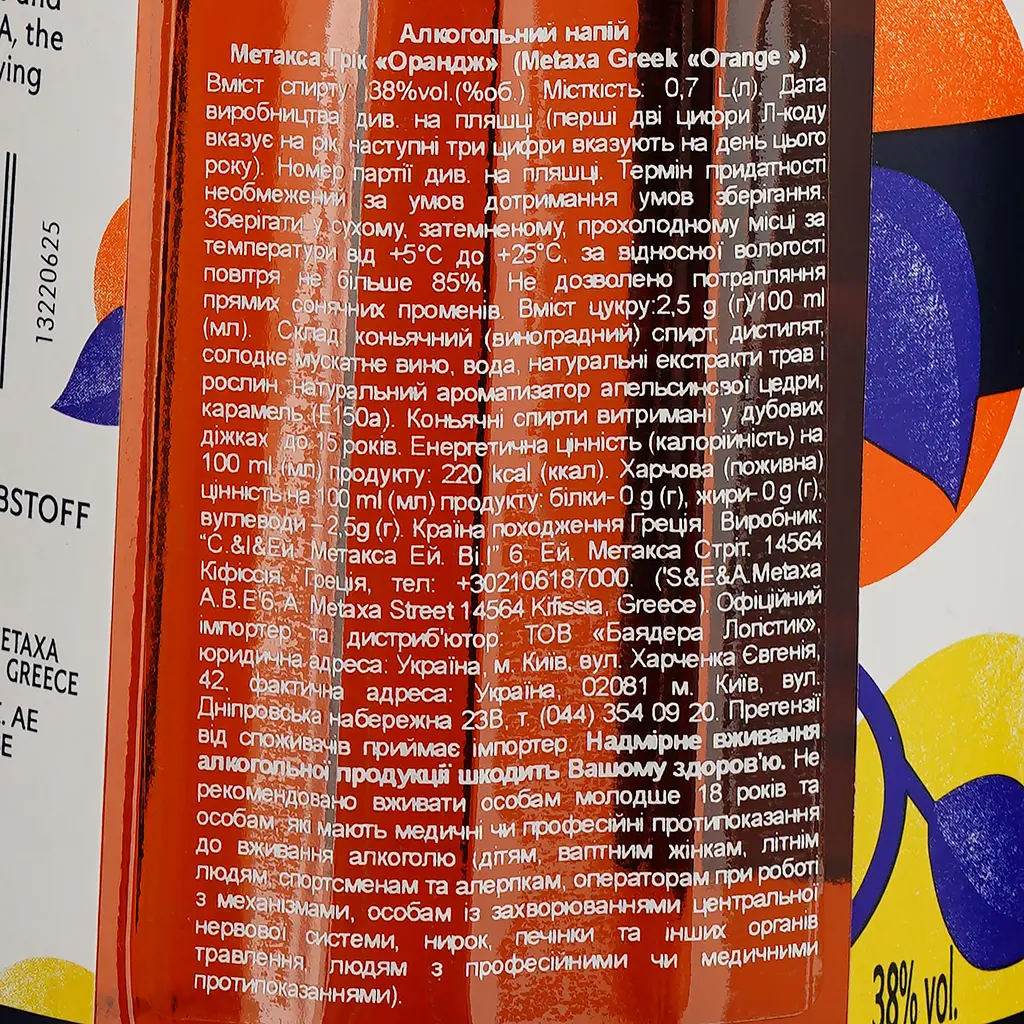 and
A, the
ying
13220625
BSTOFF
ETAXA
GREECE
. AE
E
Алкогольний напій
Метакса Грік «Орандж» (Metaxa Greek «Orange »)
Вміст спирту: 38%vol.(%об.) Місткість: 0,7 L(л). Дата
виробництва див. на пляшці (перші дві цифри Л-коду
вказує на рік, наступні три цифри вказують на день цього
року). Номер партії див. на пляшці. Термін придатності
необмежений за умов дотримання умов зберігання.
Зберігати у сухому, затемненому, прохолодному місці за
температури від +5°C до +25°C, за відносної вологості
повітря не більше 85%. Не дозволено потрапляння
прямих сонячних променів. Вміст цукру:2,5 g (г)/100 ml
(мл). Склад: коньячний (виноградний) спирт дистилят,
солодке мускатне вино, вода, натуральні екстракти трав і
рослин, натуральний ароматизатор апельсинової цедри,
карамель (E150a). Коньячні спирти витримані у дубових
діжках до 15 років. Енергетична цінність (калорійність) на
100 ml (мл) продукту: 220 kcal (ккал). Харчова (поживна)
цінність на 100 ml (мл) продукту: білки- 0 g (г), жири- 0 g (г),
вуглеводи – 2,5g (г). Країна походження Греція. Виробник:
“С.&І&Ей. Метакса Ей. Ві.І” 6, Ей. Метакса Стріт. 14564
Кіфіссія, Греція, тел: +302106187000. ('S&E&A.Metaxa
A.B.E'6, A. Metaxa Street 14564 Kifissia, Greece). Офіційний
імпортер та дистриб'ютор: ТОВ «Баядера Логістик»,
юридична адреса: Україна, м. Київ, вул. Харченка Євгенія,
42, фактична адреса: Україна, 02081 м. Київ, вул.
Дніпровська набережна 23В, т. (044) 354 09 20. Претензії
від споживачів приймає імпортер. Надмірне вживання
алкогольної продукції шкодить Вашому здоров'ю. Не
рекомендовано вживати особам молодше 18 років та
особам, які мають медичні чи професійні протипоказання
до вживання алкоголю (дітям, вагітним жінкам, літнім
людям, спортсменам та алергікам, операторам при роботі
з механізмами, особам із захворюваннями центральної
нервової системи, нирок, печінки та інших органів
травлення, людям з професійними чи медичними
протипоказаннями).
38% vol.